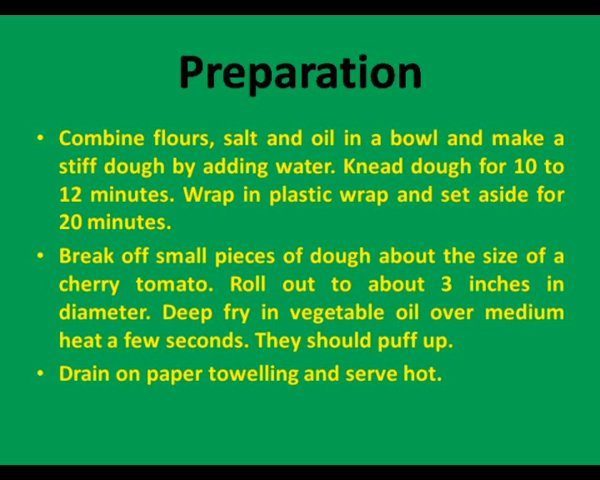 Preparation
• Combine flours, salt and oil in a bowl and make a
stiff dough by adding water. Knead dough for 10 to
12 minutes. Wrap in plastic wrap and set aside for
20 minutes.
• Break off small pieces of dough about the size of a
cherry tomato. Roll out to about 3 inches in
diameter. Deep fry in vegetable oil over medium
heat a few seconds. They should puff up.
• Drain on paper towelling and serve hot.